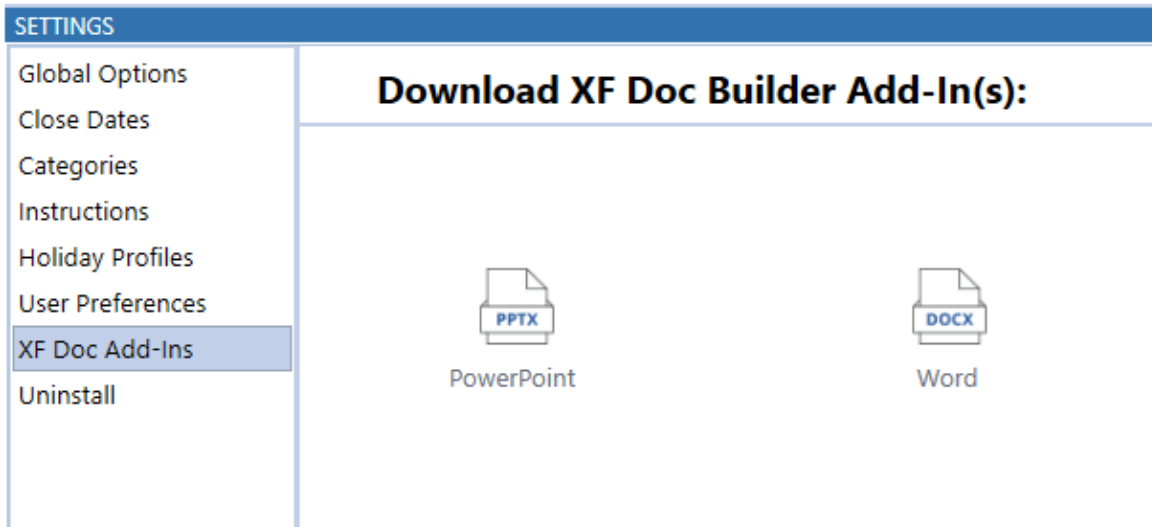 SETTINGS
Global Options
Close Dates
Categories
Instructions
Holiday Profiles
User Preferences
XF Doc Add-Ins
Uninstall
Download XF Doc Builder Add-In(s):
PPTX
PowerPoint
DOCX
Word